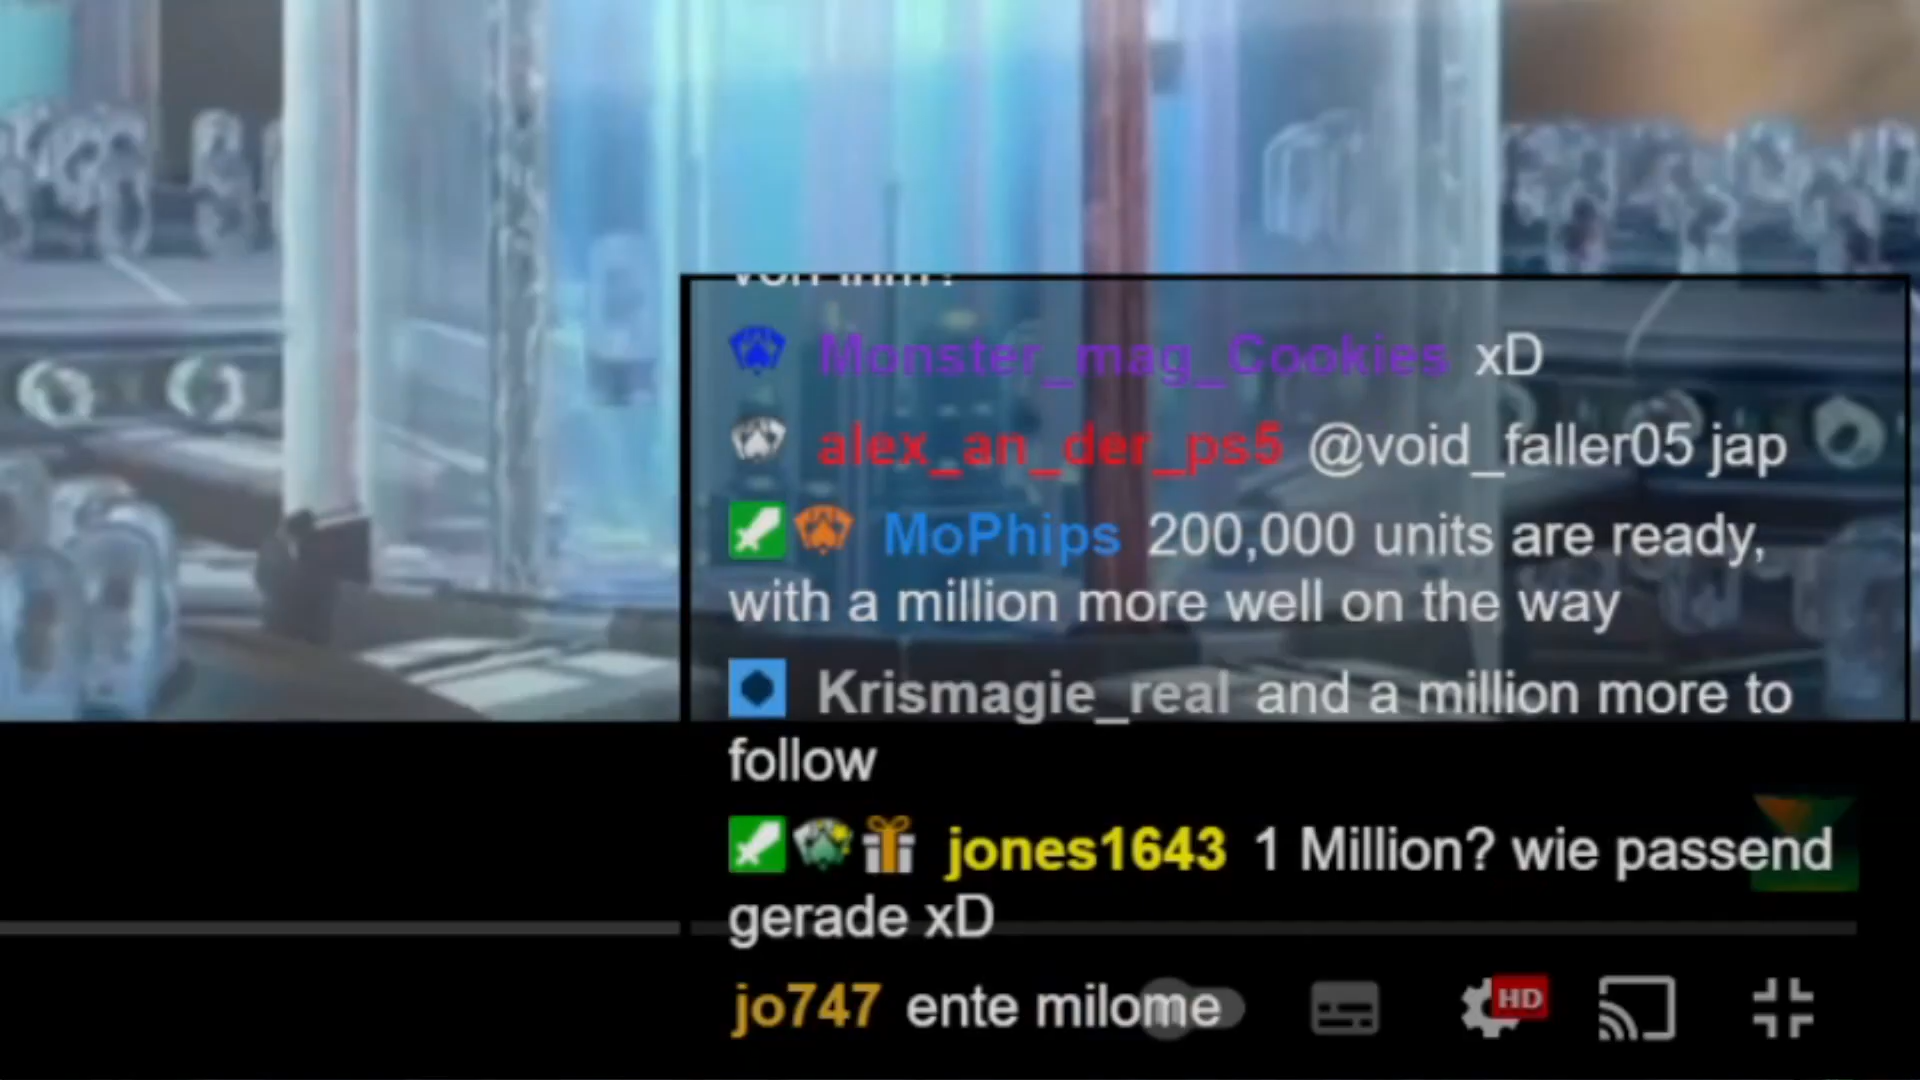 Monster_mag_Cookies xD
alex_an_der_ps5 @void_faller05 jap
MoPhips 200,000 units are ready,
with a million more well on the way
Krismagie_real and a million more to
follow
jones1643 1 Million? wie passend
gerade xD
jo747 ente milome
HD